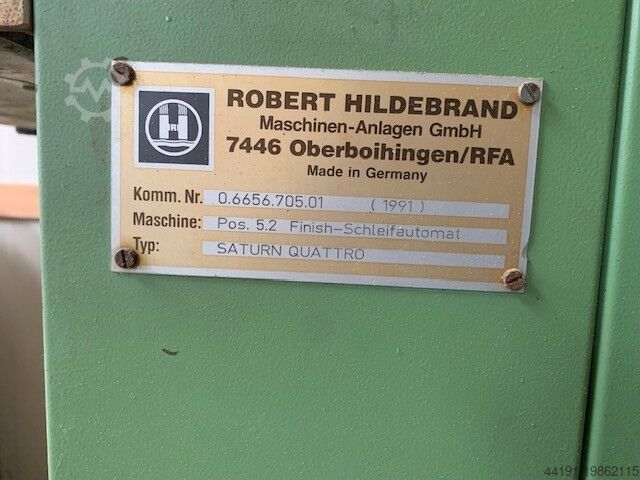 HRO
ROBERT HILDEBRAND
Maschinen-Anlagen GmbH
7446 Oberboihingen/RFA
Made in Germany
Komm. Nr. 0.6656.705.01 (1991)
Maschine: Pos. 5.2 Finish-Schleifautomat
Typ: SATURN QUATTRO